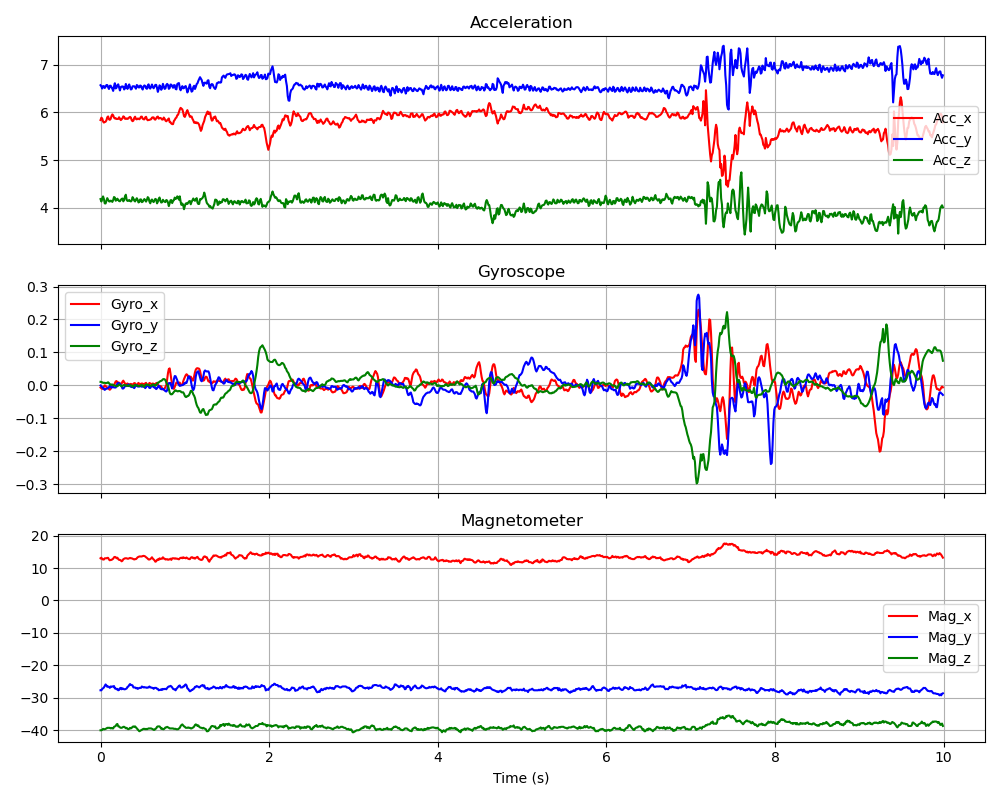 Acceleration
7
6
5
4
Acc_x
Acc_y
Acc_z
Gyroscope
0.3
0.2
0.1
0.0
−0.1
−0.2
−0.3
Gyro_x
Gyro_y
Gyro_z
Magnetometer
20
10
0
−10
−20
−30
−40
Mag_x
Mag_y
Mag_z
0 2 4 6 8 10
Time (s)